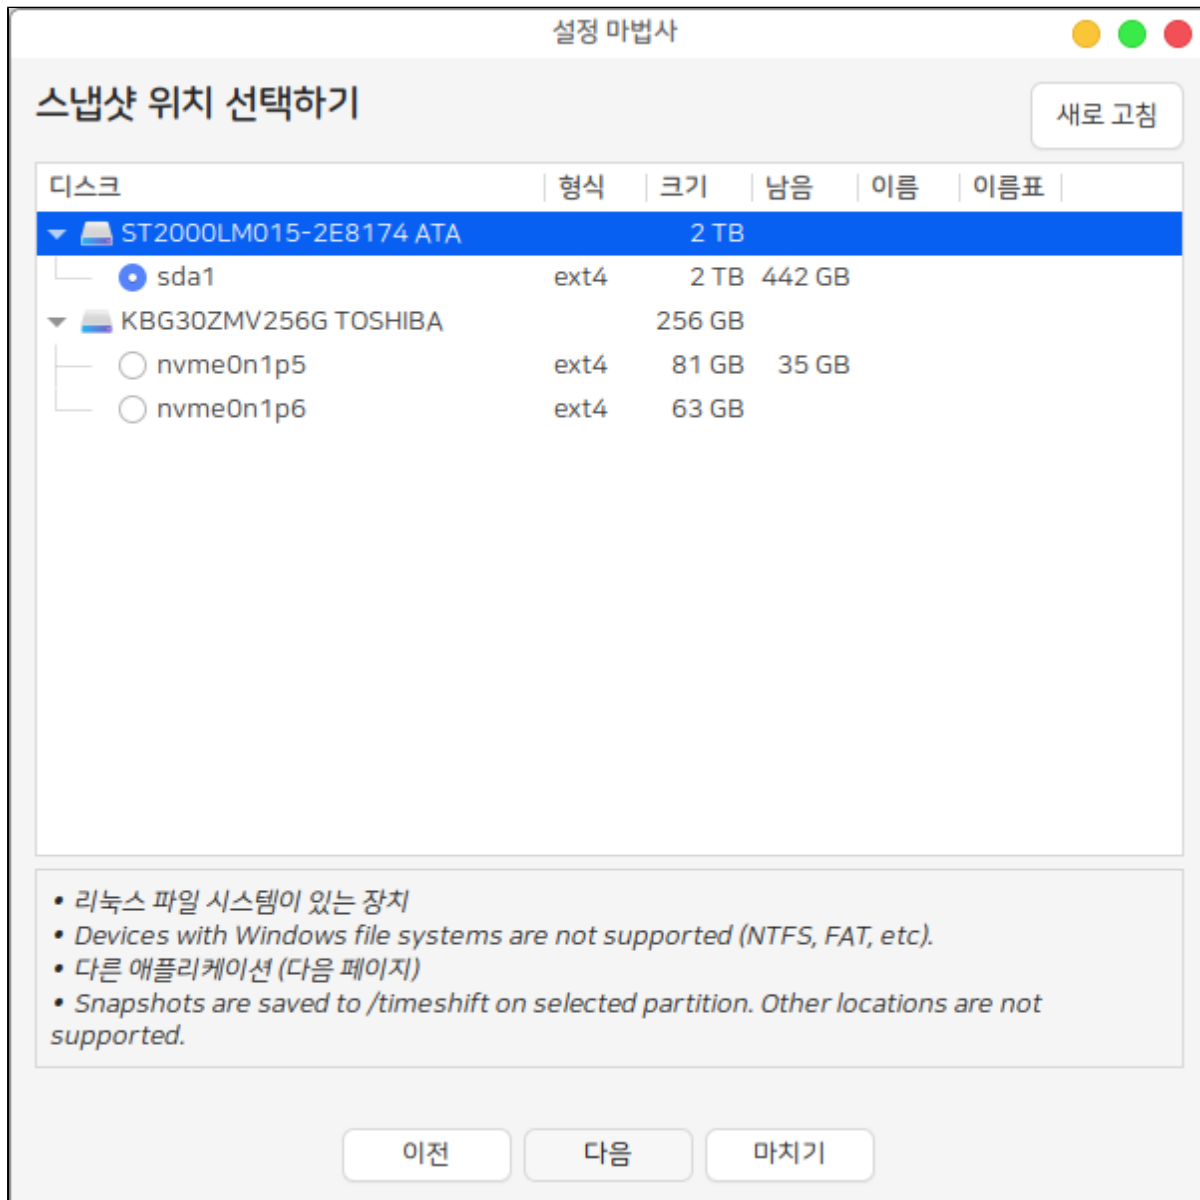 설정 마법사
스냅샷 위치 선택하기
새로 고침
디스크 형식 크기 남음 이름 이름표
ST2000LM015-2E8174 ATA 2 TB
sda1 ext4 2 TB 442 GB
KBG30ZMV256G TOSHIBA 256 GB
nvme0n1p5 ext4 81 GB 35 GB
nvme0n1p6 ext4 63 GB
• 리눅스 파일 시스템이 있는 장치
• Devices with Windows file systems are not supported (NTFS, FAT, etc).
• 다른 애플리케이션 (다음 페이지)
• Snapshots are saved to /timeshift on selected partition. Other locations are not
supported.
이전 다음 마치기